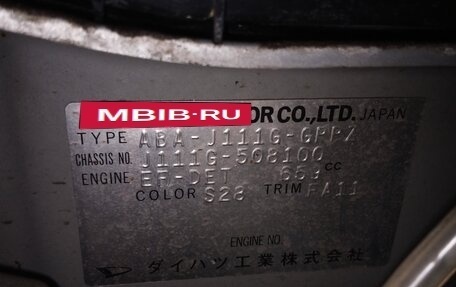 MBIB-RU
OR CO.,LTD. JAPAN
TYPE ABA-J111G-GPPZ
CHASSIS NO. J111G-508100
ENGINE EF-DET 659 CC
COLOR S28 TRIM FA11
ENGINE NO.
ダイハツ工業株式会社